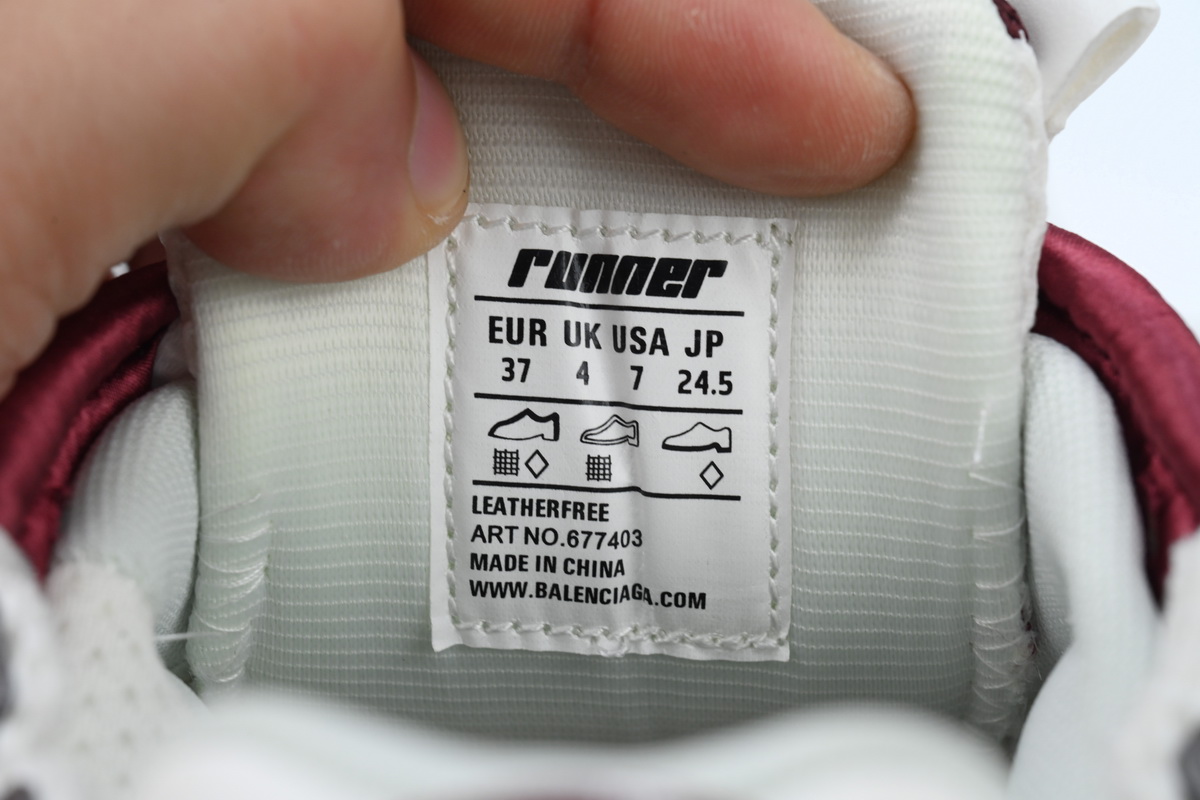 runner
EUR UK USA JP
37 4 7 24.5
LEATHERFREE
ART NO.677403
MADE IN CHINA
WWW.BALENCIAGA.COM